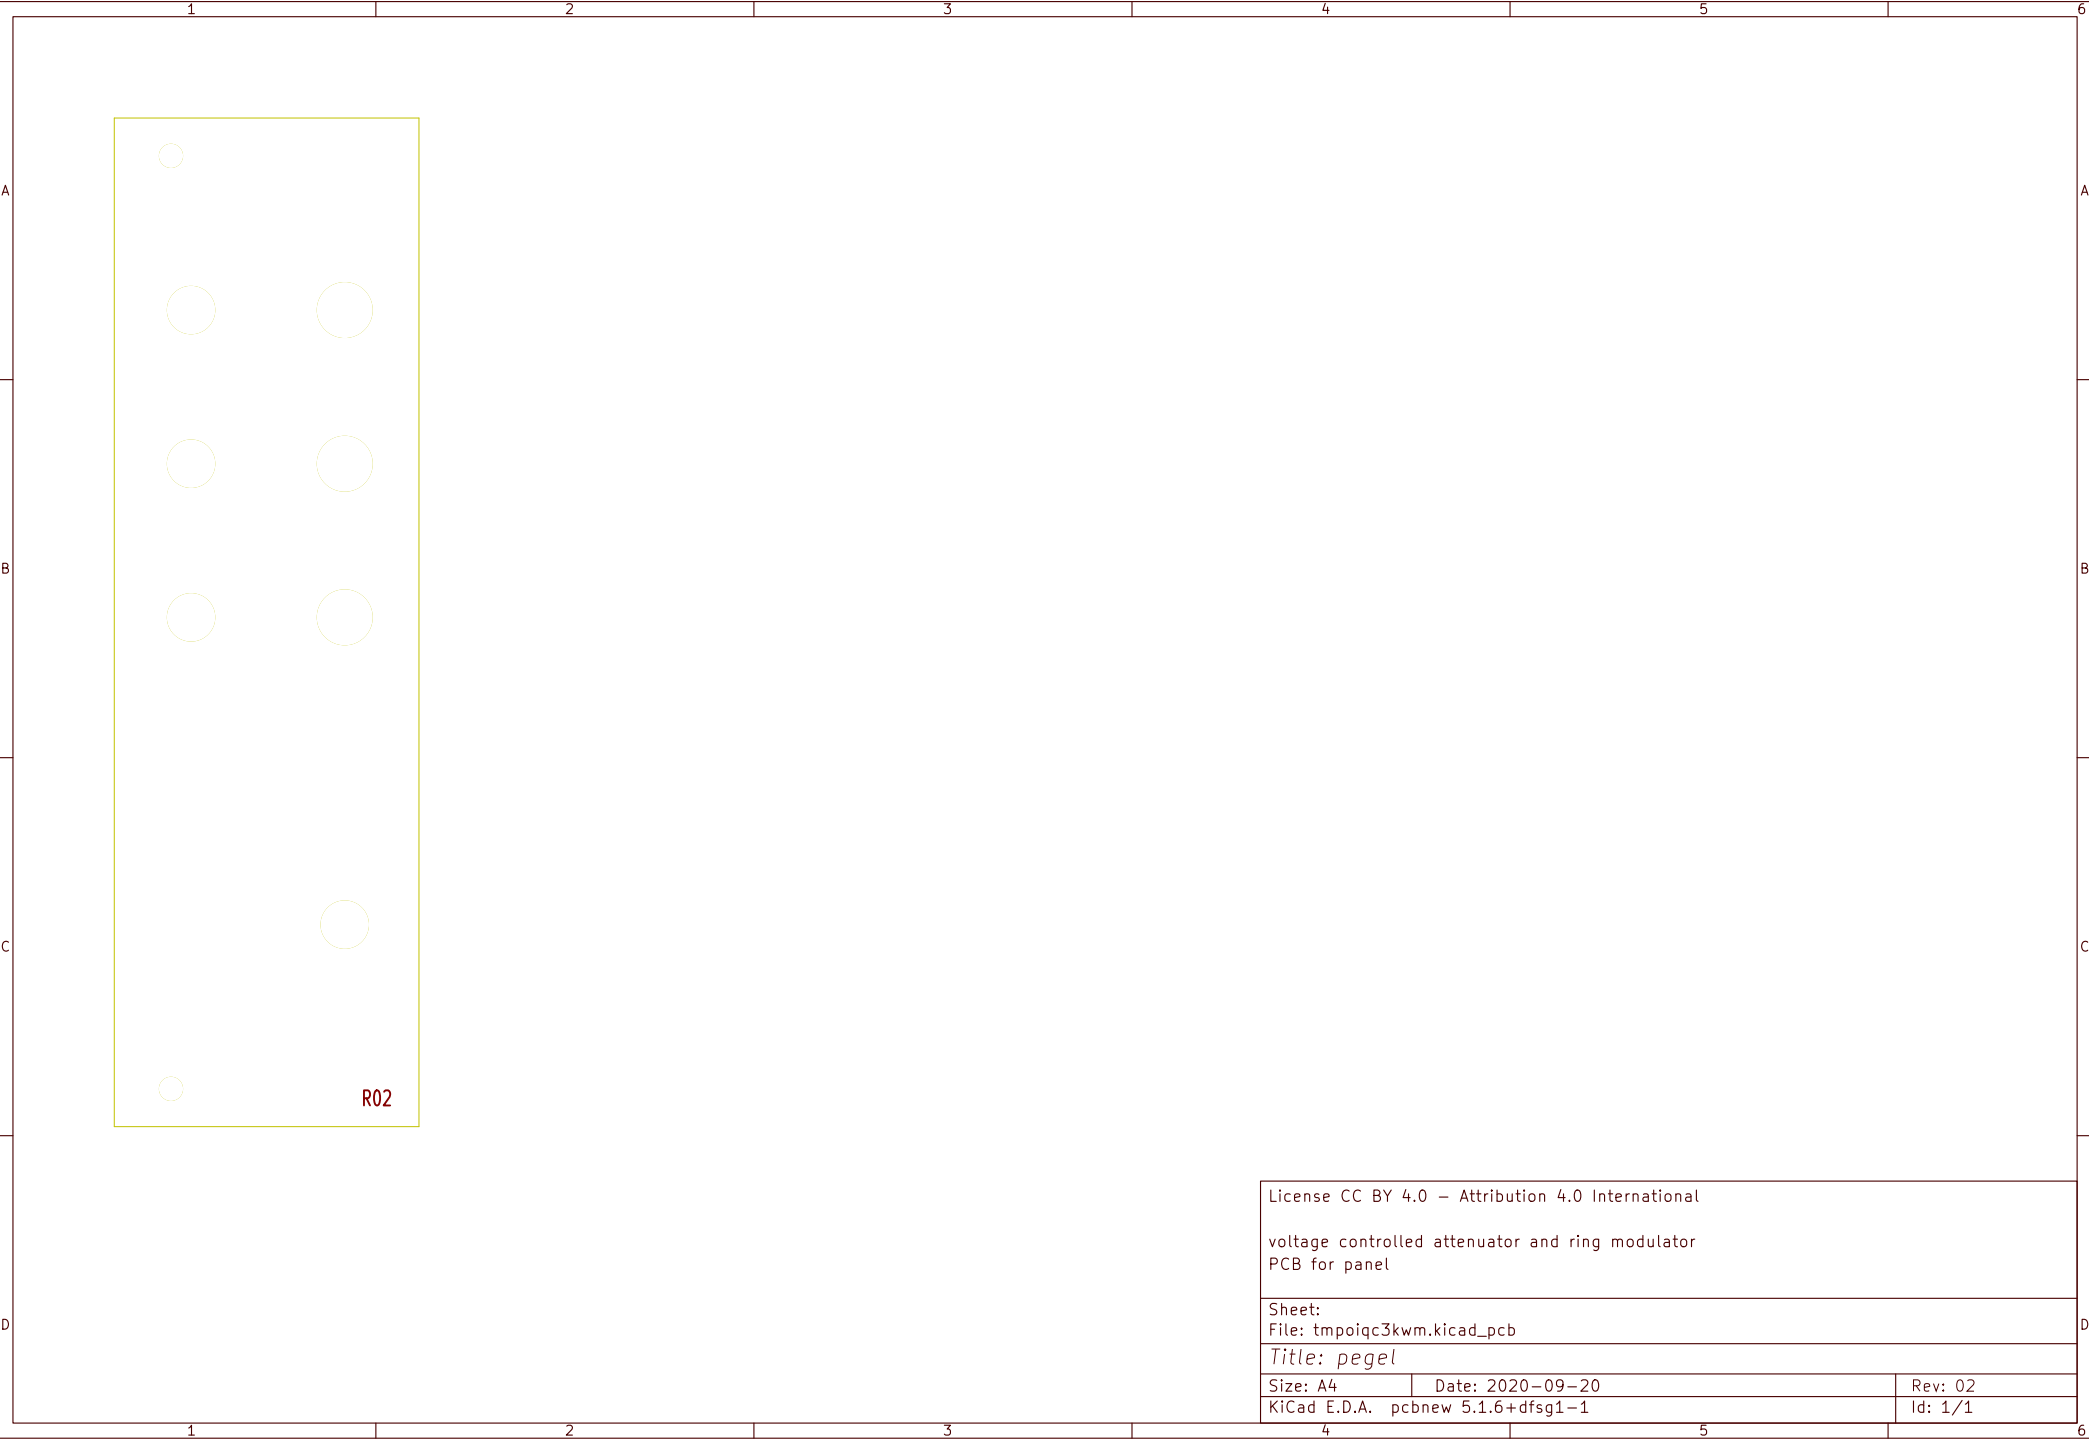 1 2 3 4 5 6
A A
B B
C C
R02
License CC BY 4.0 – Attribution 4.0 International
voltage controlled attenuator and ring modulator
PCB for panel
Sheet:
D D
File: tmpoiqc3kwm.kicad_pcb
Title: pegel
Size: A4 Date: 2020-09-20 Rev: 02
KiCad E.D.A. pcbnew 5.1.6+dfsg1-1 Id: 1/1
1 2 3 4 5 6